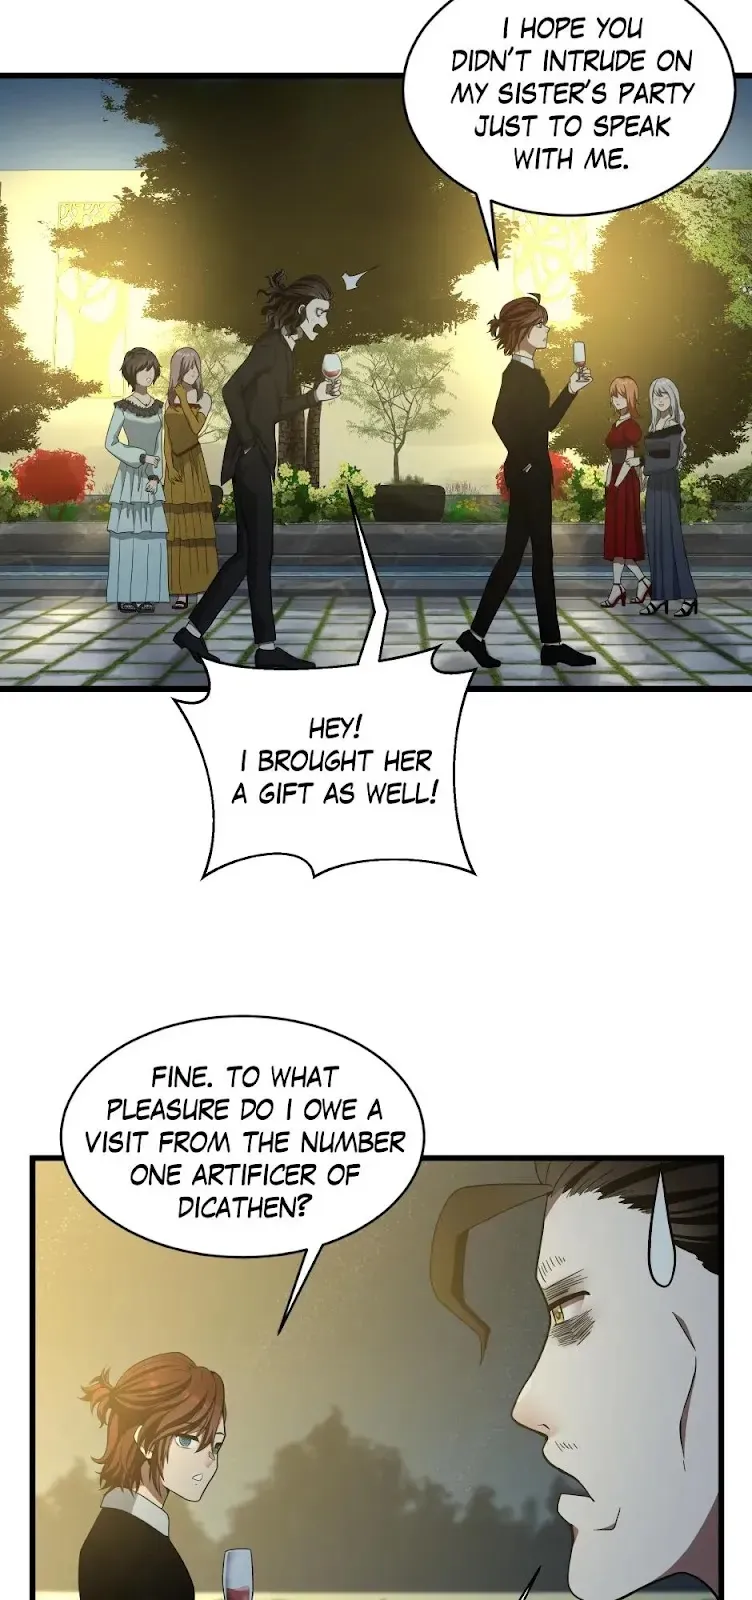 I HOPE YOU
DIDN'T INTRUDE ON
MY SISTER'S PARTY
JUST TO SPEAK
WITH ME.
HEY!
I BROUGHT HER
A GIFT AS WELL!
FINE. TO WHAT
PLEASURE DO I OWE A
VISIT FROM THE NUMBER
ONE ARTIFICER OF
DICATHEN?